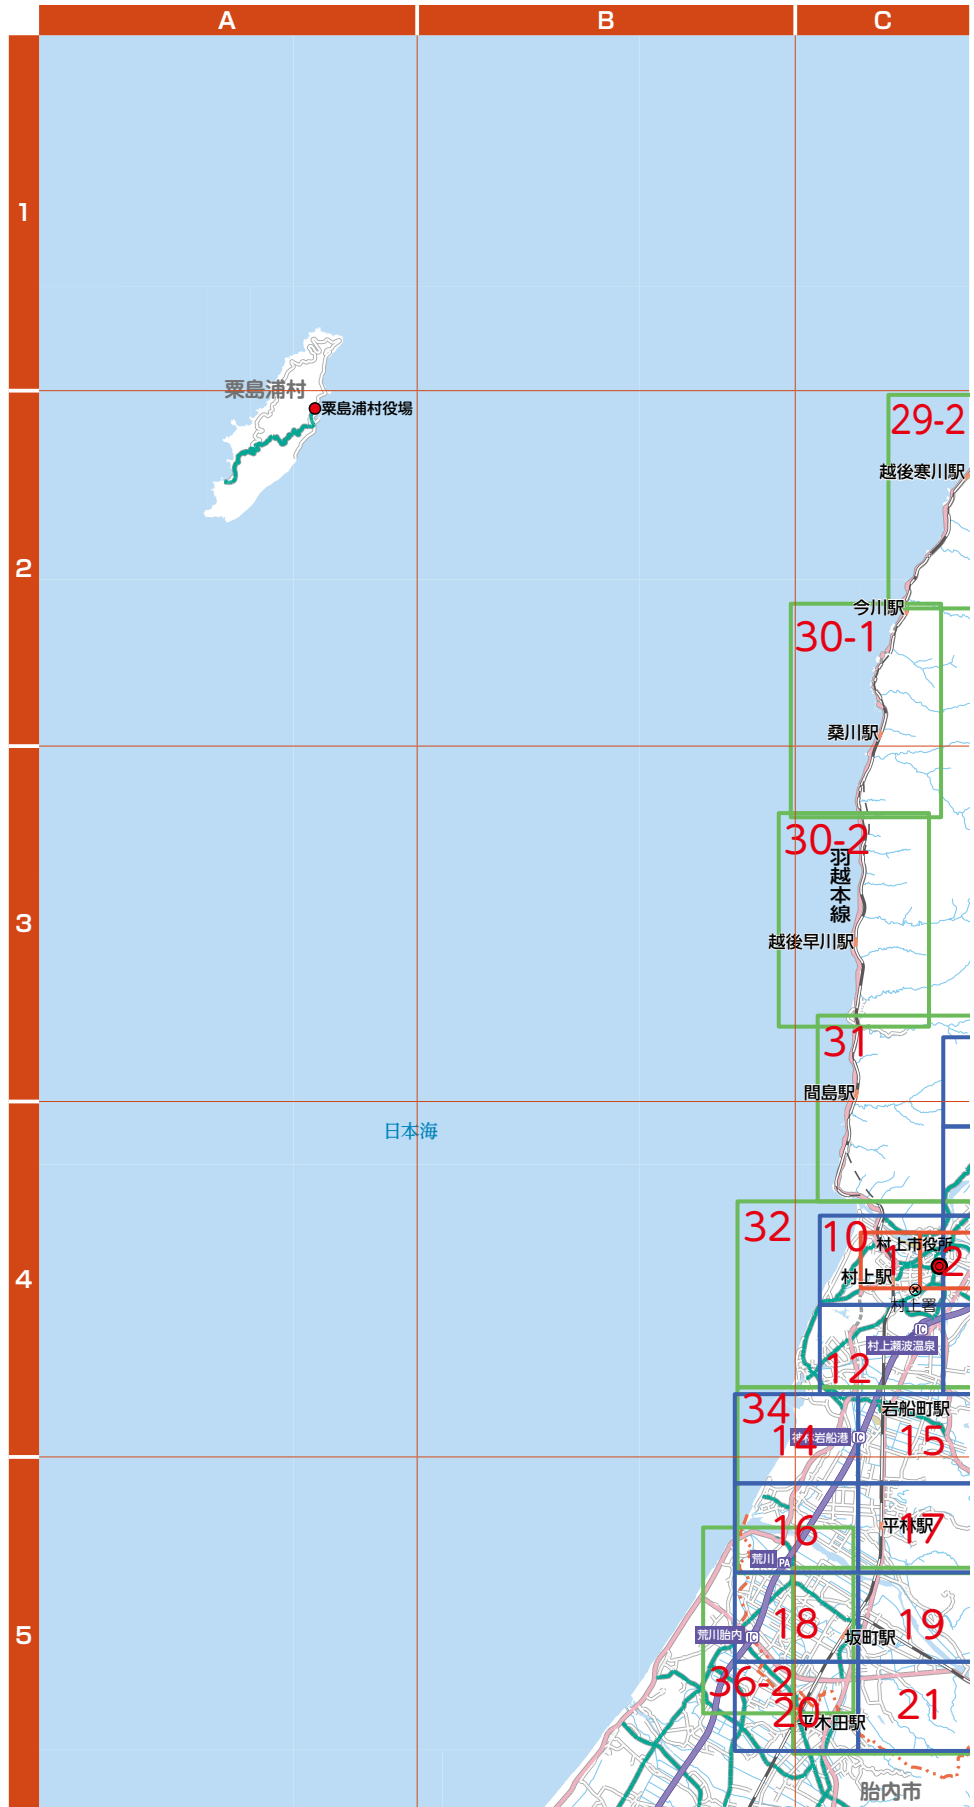 A
B
C
1
粟島浦村
粟島浦村役場
29-2
越後寒川駅
2
今川駅
30-1
桑川駅
30-2
羽越本線
3
越後早川駅
31
間島駅
日本海
32
10
村上市役所
1
2
4
村上駅
村上署
IC
村上瀬波温泉
12
34
岩船町駅
14
神林岩船港
IC
15
16
平林駅
17
荒川
PA
5
18
19
荒川胎内
IC
坂町駅
36-2
20
21
平木田駅
胎内市